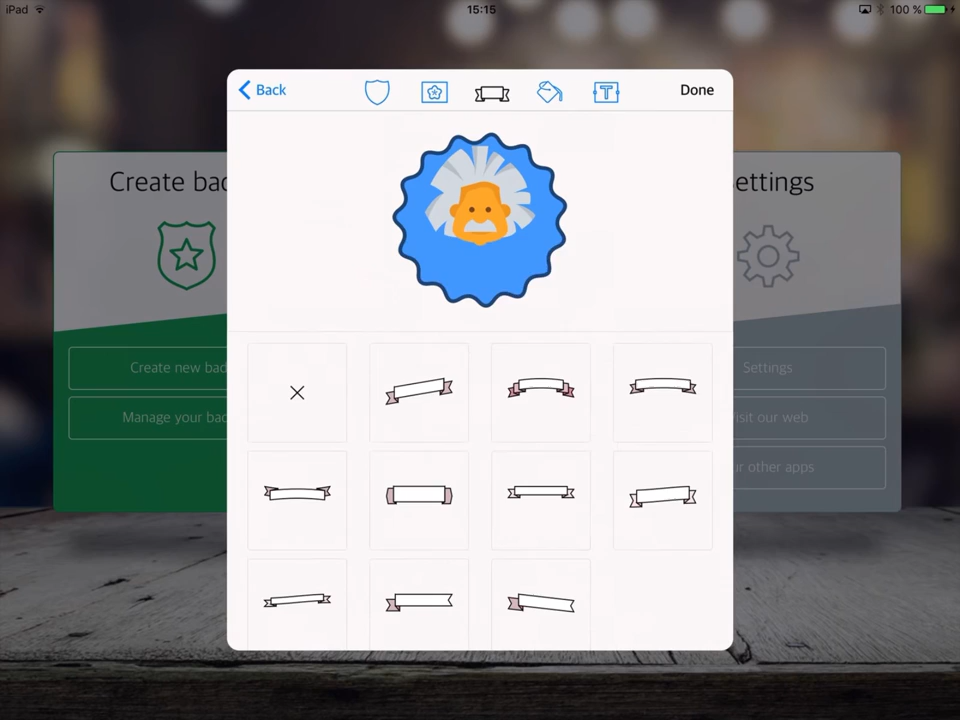 iPad
15:15
100 %
Back
Done
Create bad
ettings
Create new bad
Settings
Manage your bac
isit our web
ur other apps